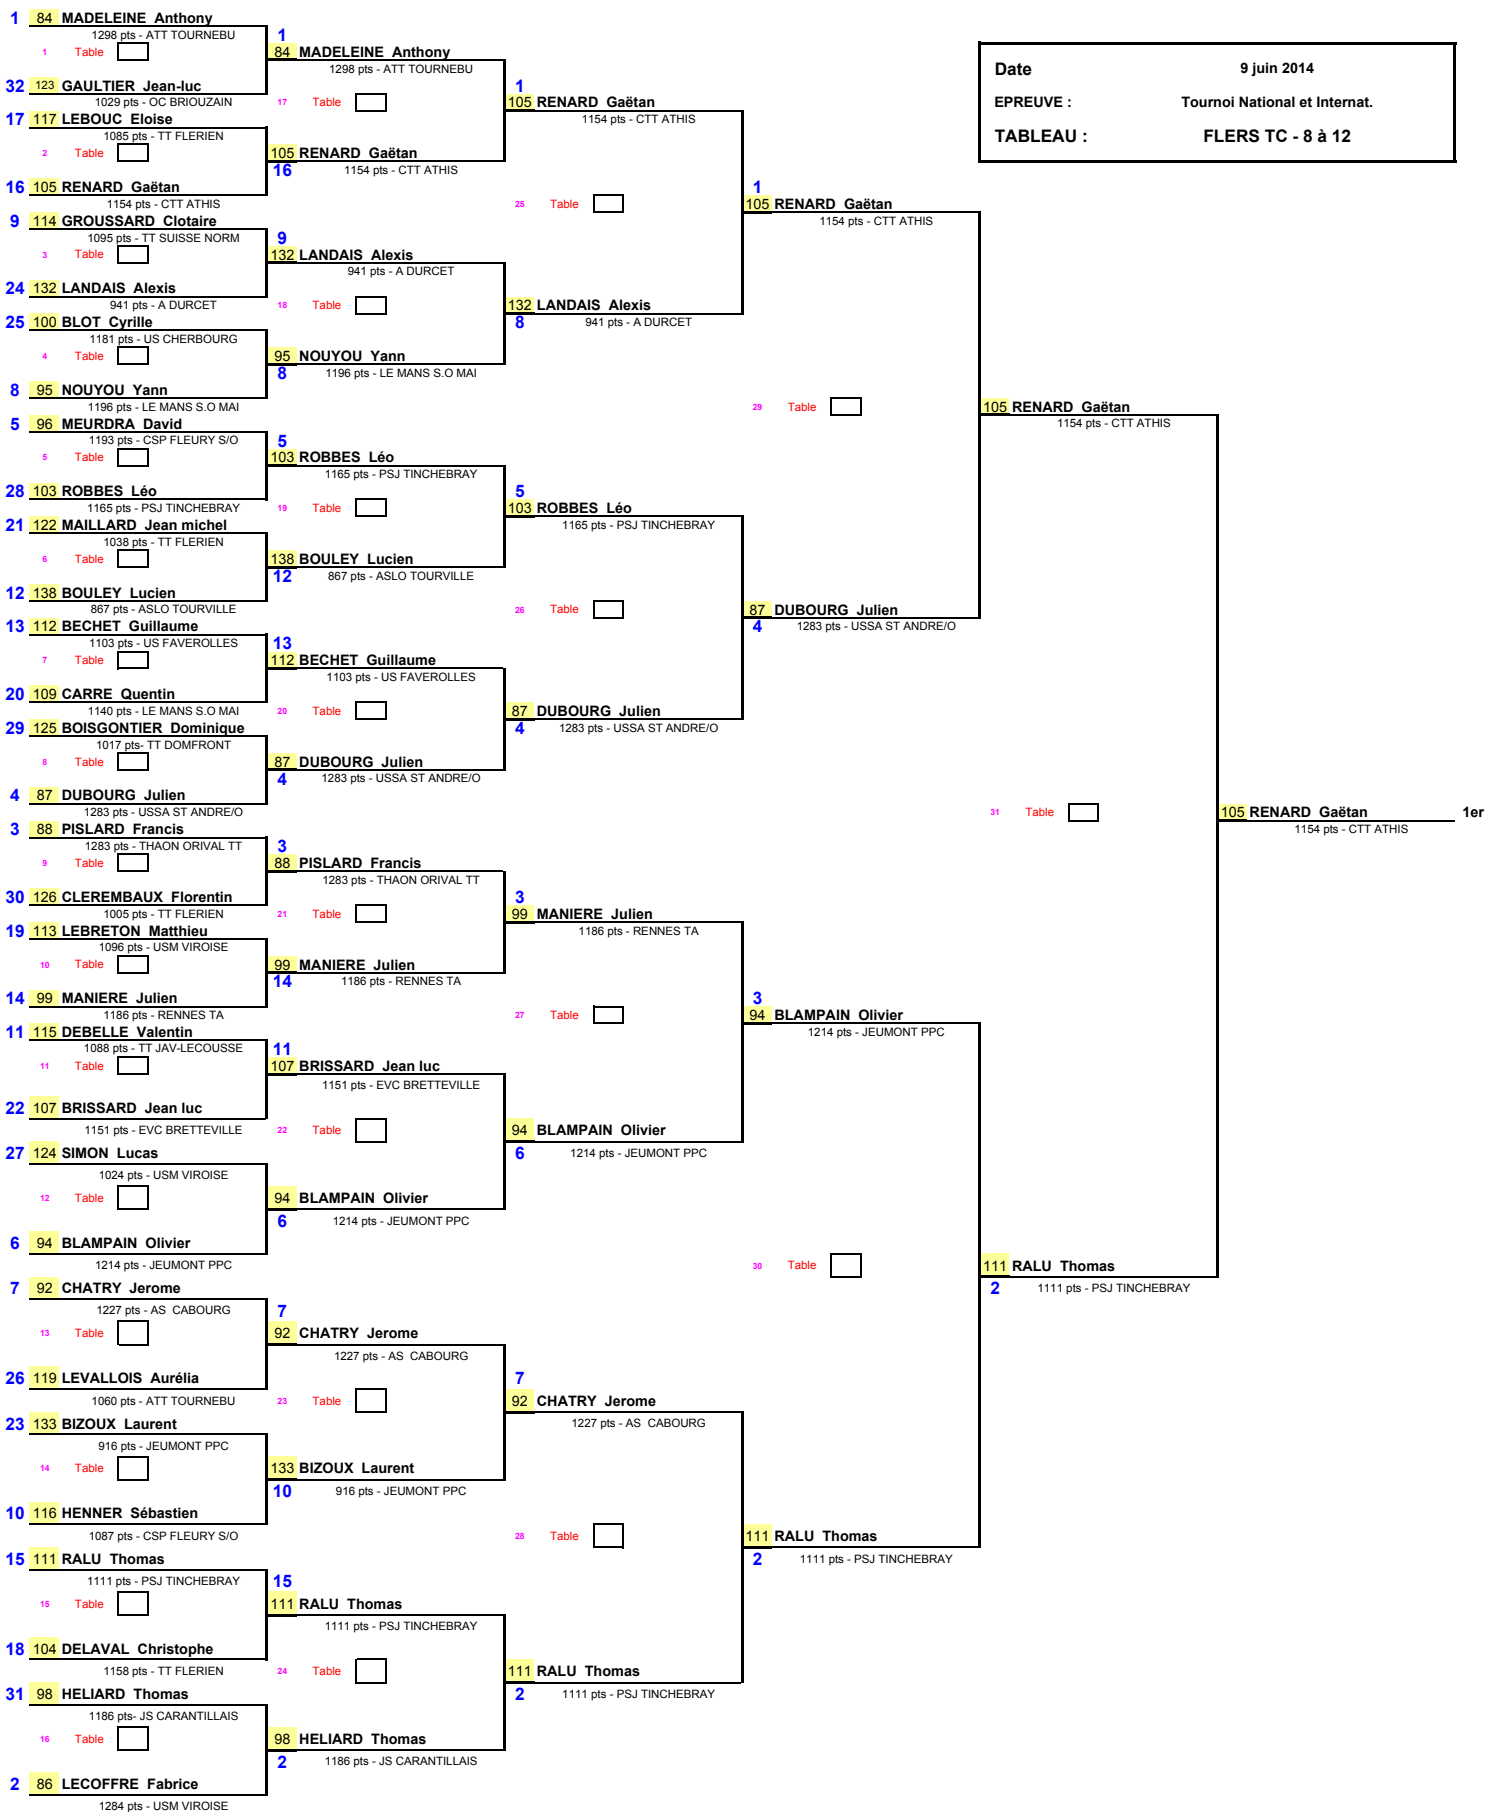 Date 9 juin 2014
EPREUVE : Tournoi National et Internat.
TABLEAU : FLERS TC - 8 à 12
1 84 MADELEINE Anthony
1298 pts - ATT TOURNEBU
1 Table
32 123 GAULTIER Jean-luc
1029 pts - OC BRIOUZAIN
17 117 LEBOUC Eloise
1085 pts - TT FLERIEN
2 Table
16 105 RENARD Gaëtan
1154 pts - CTT ATHIS
9 114 GROUSSARD Clotaire
1095 pts - TT SUISSE NORM
3 Table
24 132 LANDAIS Alexis
941 pts - A DURCET
25 100 BLOT Cyrille
1181 pts - US CHERBOURG
4 Table
8 95 NOUYOU Yann
1196 pts - LE MANS S.O MAI
5 96 MEURDRA David
1193 pts - CSP FLEURY S/O
5 Table
28 103 ROBBES Léo
1165 pts - PSJ TINCHEBRAY
21 122 MAILLARD Jean michel
1038 pts - TT FLERIEN
6 Table
12 138 BOULEY Lucien
867 pts - ASLO TOURVILLE
13 112 BECHET Guillaume
1103 pts - US FAVEROLLES
7 Table
20 109 CARRE Quentin
1140 pts - LE MANS S.O MAI
29 125 BOISGONTIER Dominique
1017 pts- TT DOMFRONT
8 Table
4 87 DUBOURG Julien
1283 pts - USSA ST ANDRE/O
3 88 PISLARD Francis
1283 pts - THAON ORIVAL TT
9 Table
30 126 CLEREMBAUX Florentin
1005 pts - TT FLERIEN
19 113 LEBRETON Matthieu
1096 pts - USM VIROISE
10 Table
14 99 MANIERE Julien
1186 pts - RENNES TA
11 115 DEBELLE Valentin
1088 pts - TT JAV-LECOUSSE
11 Table
22 107 BRISSARD Jean luc
1151 pts - EVC BRETTEVILLE
27 124 SIMON Lucas
1024 pts - USM VIROISE
12 Table
6 94 BLAMPAIN Olivier
1214 pts - JEUMONT PPC
7 92 CHATRY Jerome
1227 pts - AS CABOURG
13 Table
26 119 LEVALLOIS Aurélia
1060 pts - ATT TOURNEBU
23 133 BIZOUX Laurent
916 pts - JEUMONT PPC
14 Table
10 116 HENNER Sébastien
1087 pts - CSP FLEURY S/O
15 111 RALU Thomas
1111 pts - PSJ TINCHEBRAY
15 Table
18 104 DELAVAL Christophe
1158 pts - TT FLERIEN
31 98 HELIARD Thomas
1186 pts- JS CARANTILLAIS
16 Table
2 86 LECOFFRE Fabrice
1284 pts - USM VIROISE
1
84 MADELEINE Anthony
1298 pts - ATT TOURNEBU
17 Table
105 RENARD Gaëtan
16 1154 pts - CTT ATHIS
9
132 LANDAIS Alexis
941 pts - A DURCET
18 Table
95 NOUYOU Yann
8 1196 pts - LE MANS S.O MAI
5
103 ROBBES Léo
1165 pts - PSJ TINCHEBRAY
19 Table
138 BOULEY Lucien
12 867 pts - ASLO TOURVILLE
13
112 BECHET Guillaume
1103 pts - US FAVEROLLES
20 Table
87 DUBOURG Julien
4 1283 pts - USSA ST ANDRE/O
3
88 PISLARD Francis
1283 pts - THAON ORIVAL TT
21 Table
99 MANIERE Julien
14 1186 pts - RENNES TA
11
107 BRISSARD Jean luc
1151 pts - EVC BRETTEVILLE
22 Table
94 BLAMPAIN Olivier
6 1214 pts - JEUMONT PPC
7
92 CHATRY Jerome
1227 pts - AS CABOURG
23 Table
133 BIZOUX Laurent
10 916 pts - JEUMONT PPC
15
111 RALU Thomas
1111 pts - PSJ TINCHEBRAY
24 Table
98 HELIARD Thomas
2 1186 pts - JS CARANTILLAIS
1
105 RENARD Gaëtan
1154 pts - CTT ATHIS
25 Table
132 LANDAIS Alexis
8 941 pts - A DURCET
5
103 ROBBES Léo
1165 pts - PSJ TINCHEBRAY
26 Table
87 DUBOURG Julien
4 1283 pts - USSA ST ANDRE/O
3
99 MANIERE Julien
1186 pts - RENNES TA
27 Table
94 BLAMPAIN Olivier
6 1214 pts - JEUMONT PPC
7
92 CHATRY Jerome
1227 pts - AS CABOURG
28 Table
111 RALU Thomas
2 1111 pts - PSJ TINCHEBRAY
1
105 RENARD Gaëtan
1154 pts - CTT ATHIS
29 Table
87 DUBOURG Julien
4 1283 pts - USSA ST ANDRE/O
3
94 BLAMPAIN Olivier
1214 pts - JEUMONT PPC
30 Table
111 RALU Thomas
2 1111 pts - PSJ TINCHEBRAY
105 RENARD Gaëtan
1154 pts - CTT ATHIS
31 Table
111 RALU Thomas
2 1111 pts - PSJ TINCHEBRAY
105 RENARD Gaëtan 1er
1154 pts - CTT ATHIS